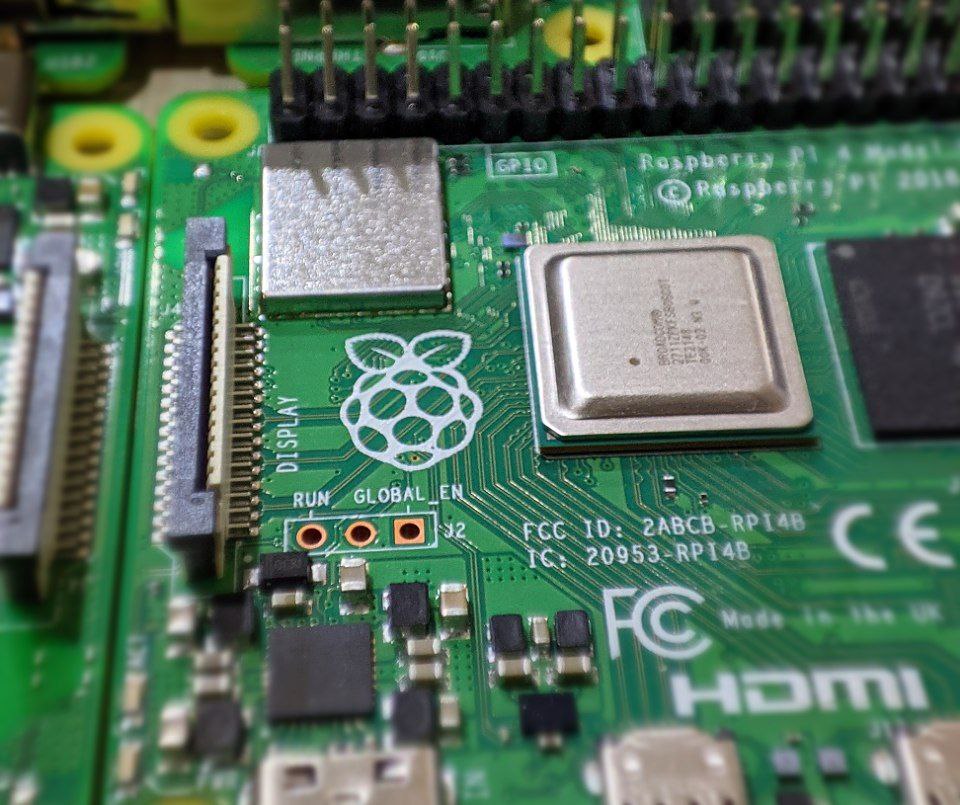 GPIO
Raspberry Pi 4 Model
© Raspberry Pi 2018
BROADCOM
DISPLAY
RUN GLOBAL_EN
J2
FCC ID: 2ABCB-RPI4B
IC: 20953-RPI4B
CE
FC
Made in the UK
HDMI